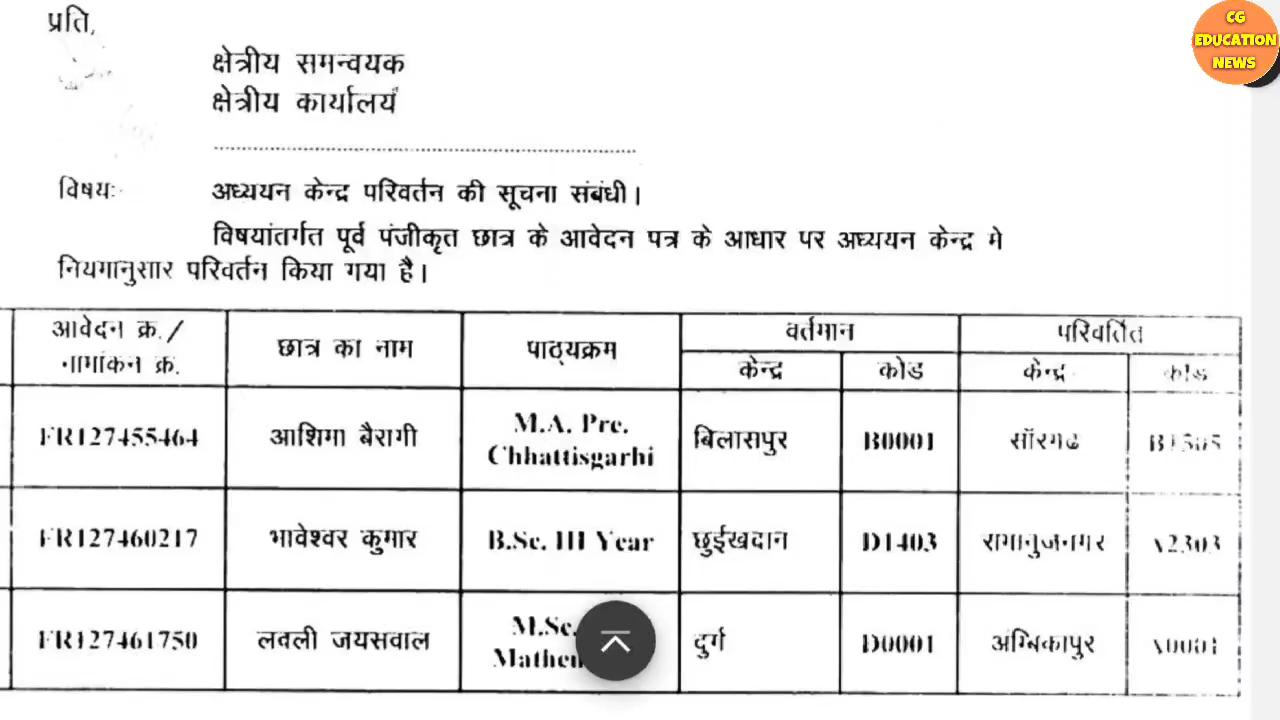 CG
EDUCATION
NEWS
प्रति,
क्षेत्रीय समन्वयक
क्षेत्रीय कार्यालय
विषयः अध्ययन केन्द्र परिवर्तन की सूचना संबंधी।
विषयांतर्गत पूर्व पंजीकृत छात्र के आवेदन पत्र के आधार पर अध्ययन केन्द्र मे
नियमानुसार परिवर्तन किया गया है।
आवेदन क्र./ नामांकन क्र. छात्र का नाम पाठ्यक्रम वर्तमान परिवर्तित
केन्द्र कोड केन्द्र कोड
FR127455464 आशिमा बैरागी M.A. Pre. Chhattisgarhi बिलासपुर B0001 सॉरगढ B1505
FR127460217 भावेश्वर कुमार B.Sc. III Year छुईखदान D1403 रामानुजनगर
FR127461750 लवली जयसवाल M.Sc. दुर्ग D0001 अम्बिकापुर